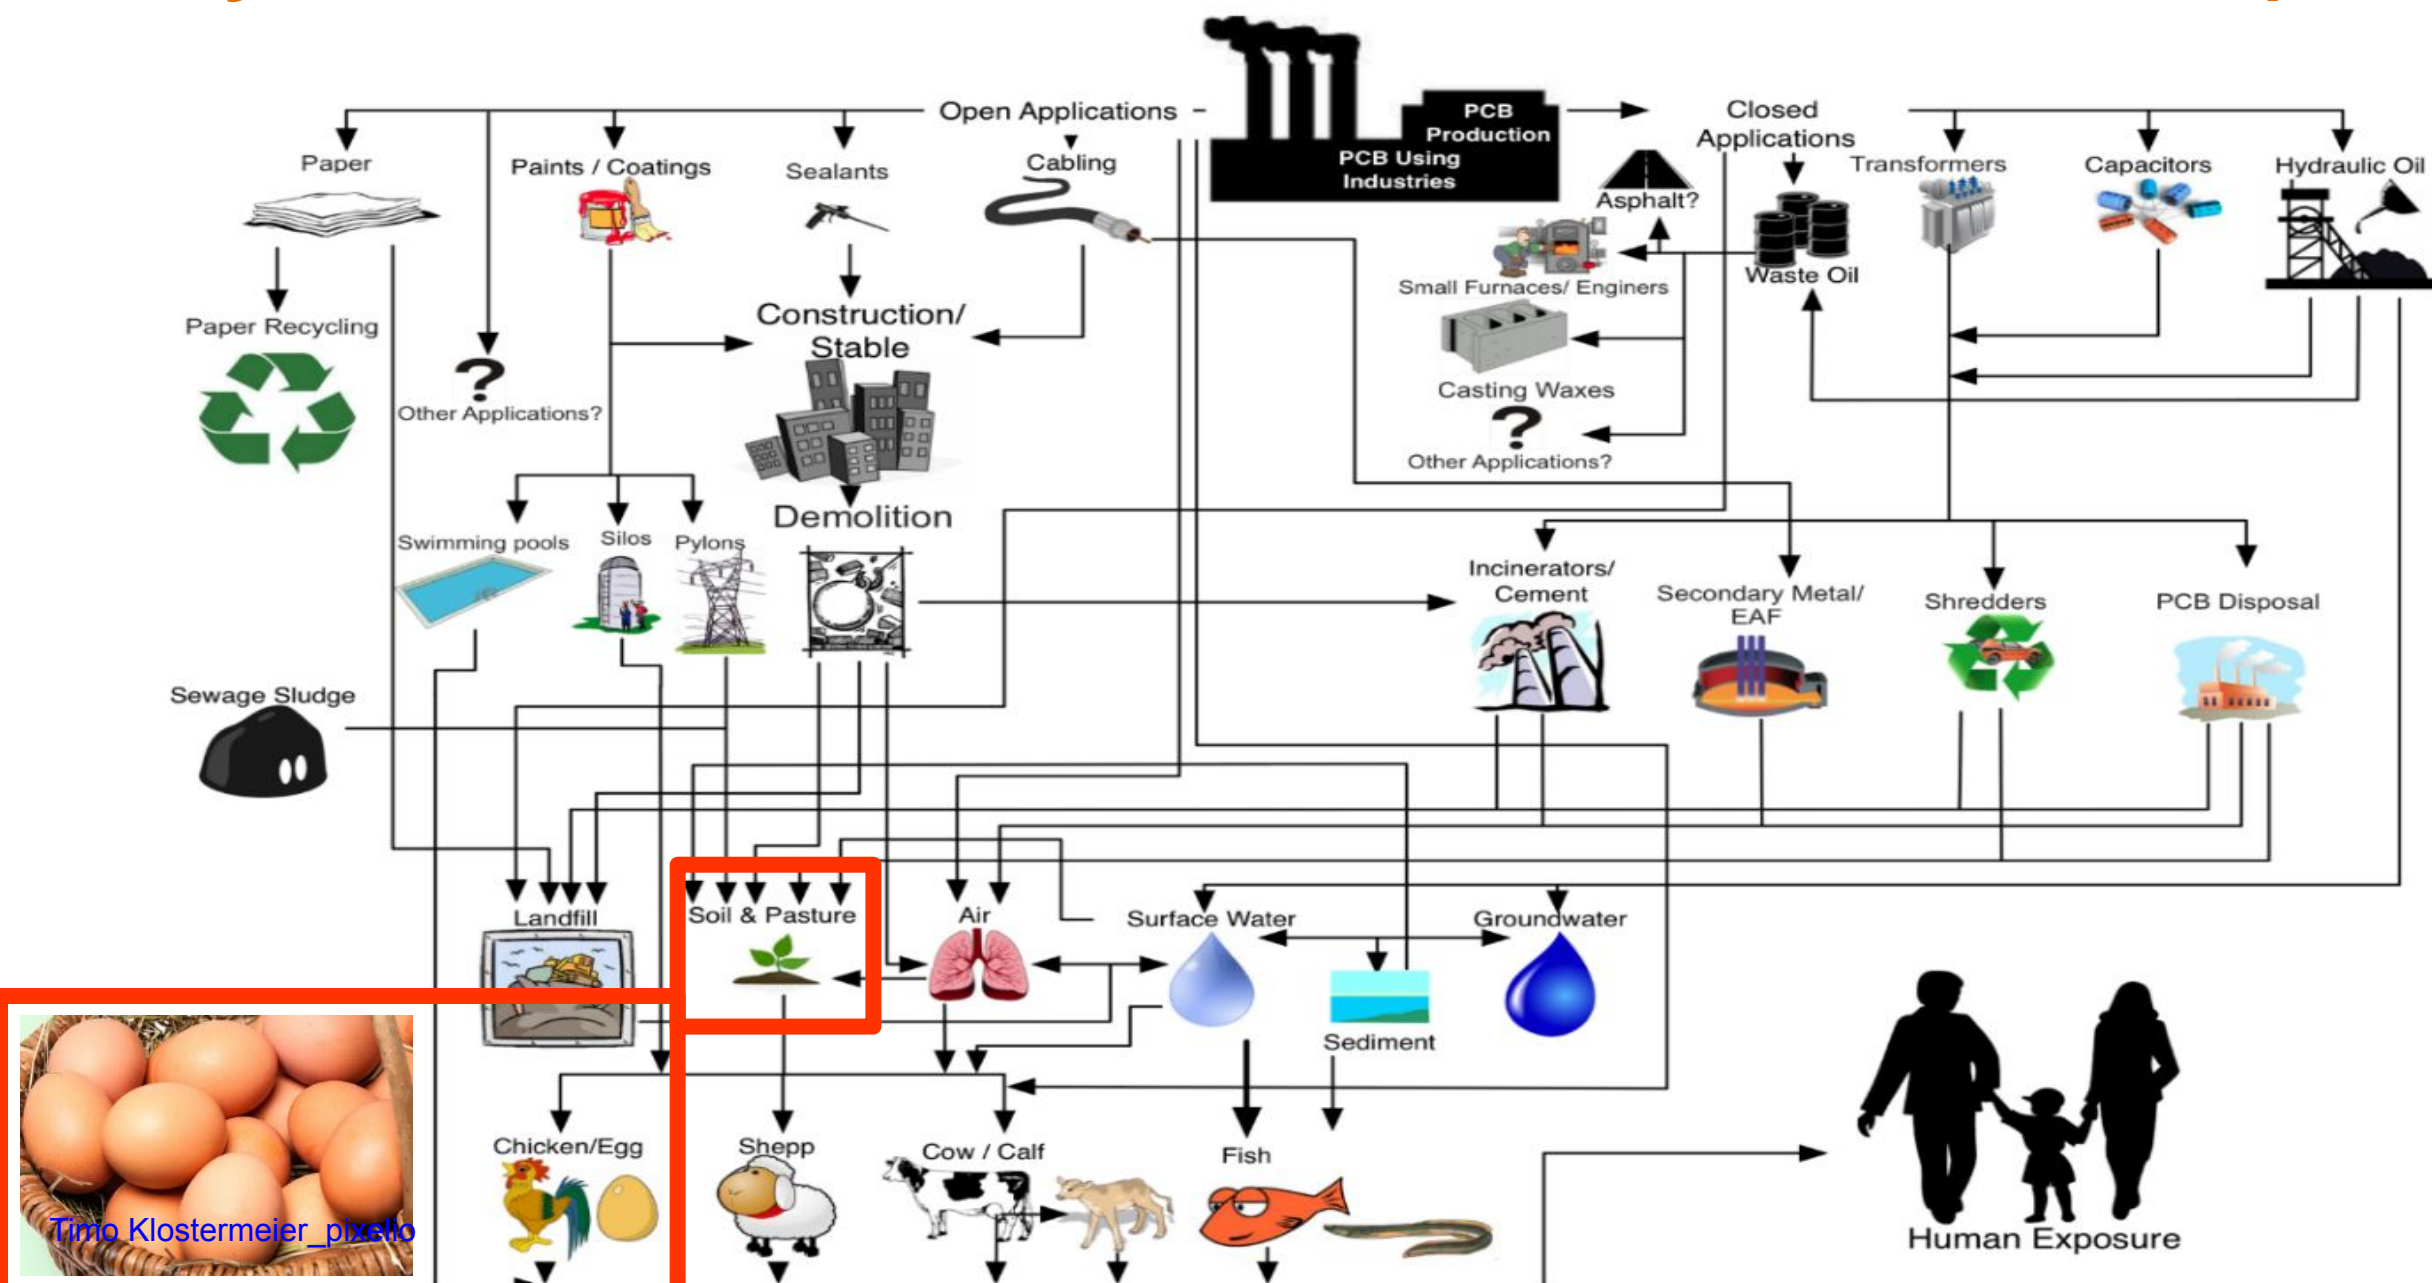 Open Applications
PCB
Production
PCB Using
Industries
Closed
Applications
Paper
Paints / Coatings
Sealants
Cabling
Asphalt?
Transformers
Capacitors
Hydraulic Oil
Waste Oil
Small Furnaces/ Enginers
Paper Recycling
Construction/
Stable
Casting Waxes
Other Applications?
Other Applications?
Demolition
Swimming pools
Silos
Pylons
Incinerators/
Cement
Secondary Metal/
EAF
Shredders
PCB Disposal
Sewage Sludge
Landfill
Soil & Pasture
Air
Surface Water
Groundwater
Sediment
Chicken/Egg
Shepp
Cow / Calf
Fish
Timo Klostermeier_pixelio
Human Exposure